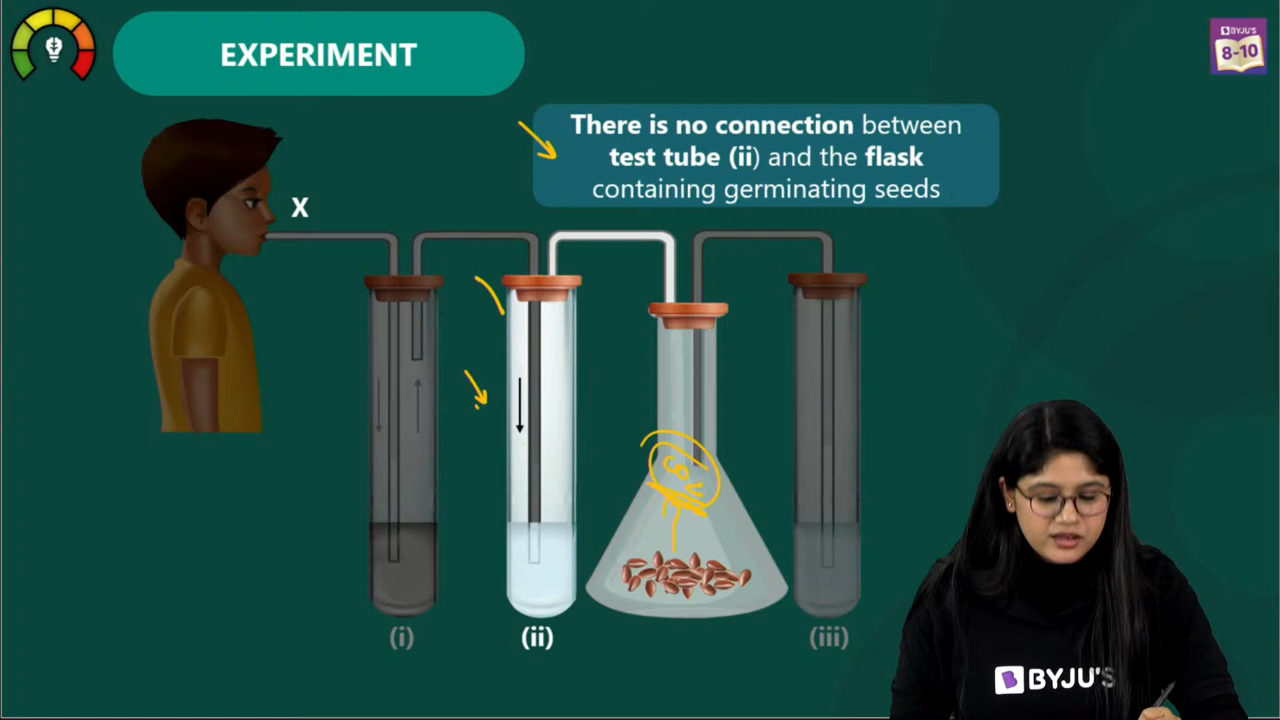 EXPERIMENT
BYJU'S
8-10
There is no connection between
test tube (ii) and the flask
containing germinating seeds
X
(i)
(ii)
(iii)
BYJU'S